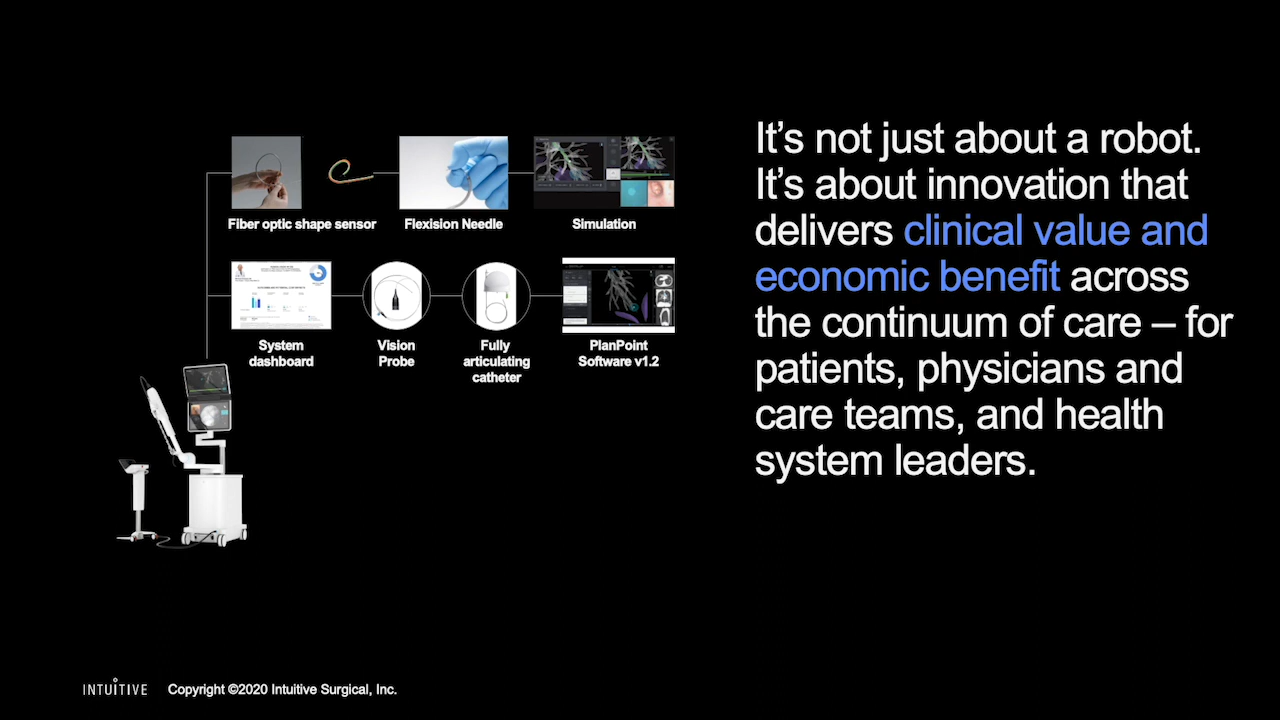 It's not just about a robot.
It's about innovation that
delivers clinical value and
economic benefit across
the continuum of care – for
patients, physicians and
care teams, and health
system leaders.
Fiber optic shape sensor
Flexision Needle
Simulation
System
dashboard
Vision
Probe
Fully
articulating
catheter
PlanPoint
Software v1.2
INTUITIVE
Copyright ©2020 Intuitive Surgical, Inc.